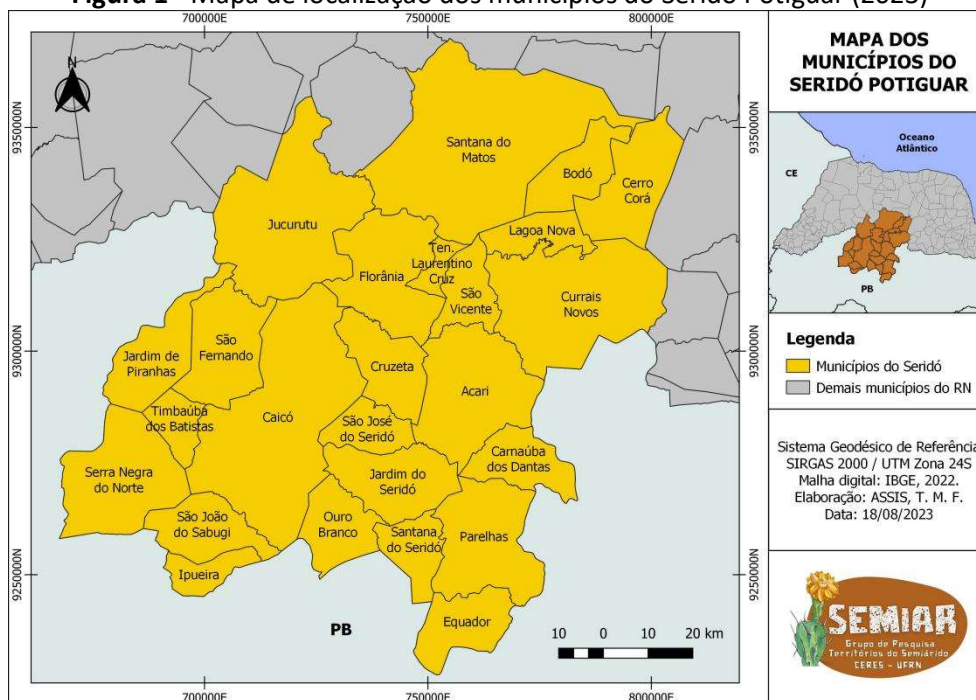 Figura 1 - Mapa de localização dos municípios do Seridó Potiguar (2023)
700000E
750000E
800000E
9350000N
9300000N
9250000N
9350000N
9300000N
9250000N
700000E
750000E
800000E
Santana do
Matos
Bodó
Cerro
Corá
Jucurutu
Lagoa Nova
Ten.
Laurentino
Cruz
Florânia
São
Vicente
Currais
Novos
São
Fernando
Jardim de
Piranhas
Cruzeta
Acari
Timbaúba
dos Batistas
Caicó
São José
do Seridó
Carnaúba
dos Dantas
Serra Negra
do Norte
Jardim do
Seridó
São João
do Sabugi
Ouro
Branco
Santana
do Seridó
Parelhas
Ipueira
Equador
PB
10 0 10 20 km
MAPA DOS
MUNICÍPIOS DO
SERIDÓ POTIGUAR
Oceano
Atlântico
CE
PB
Legenda
Municípios do Seridó
Demais municípios do RN
Sistema Geodésico de Referência
SIRGAS 2000 / UTM Zona 24S
Malha digital: IBGE, 2022.
Elaboração: ASSIS, T. M. F.
Data: 18/08/2023
SEMIAR
Grupo de Pesquisa
Territórios do Semiárido
CERES - UFRN